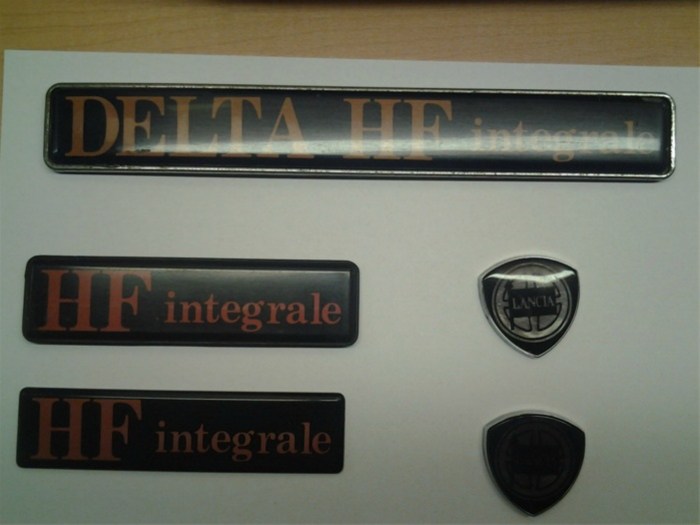 DELTA HF integrale
HF integrale
LANCIA
HF integrale